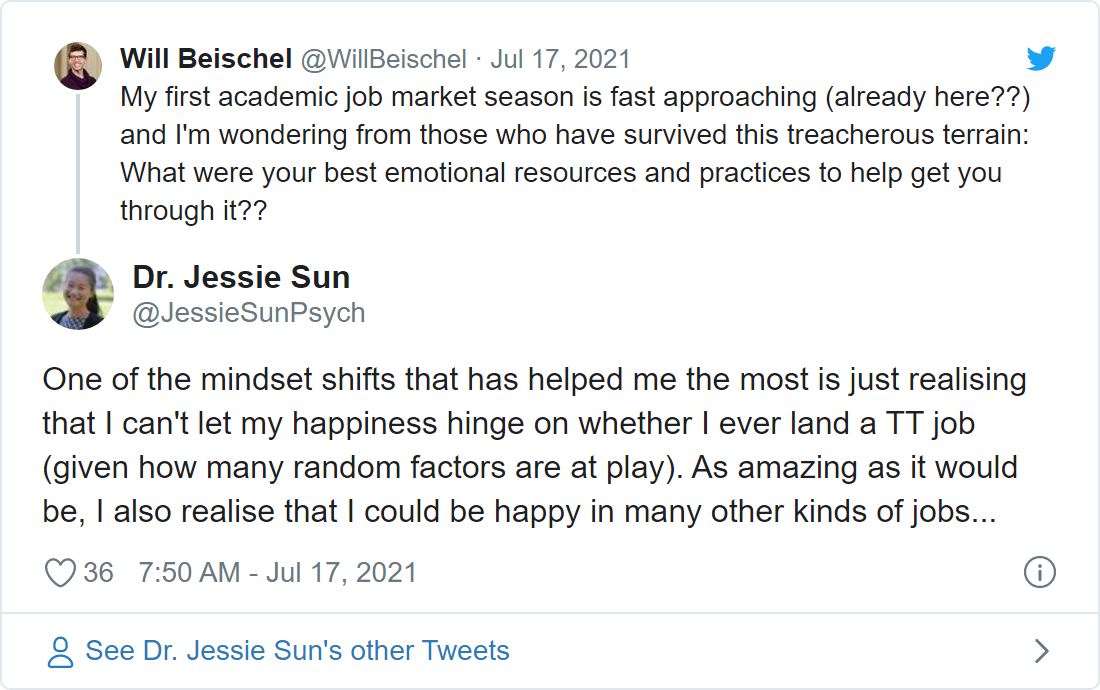 Will Beischel @WillBeischel · Jul 17, 2021
My first academic job market season is fast approaching (already here??)
and I'm wondering from those who have survived this treacherous terrain:
What were your best emotional resources and practices to help get you
through it??
Dr. Jessie Sun
@JessieSunPsych
One of the mindset shifts that has helped me the most is just realising
that I can't let my happiness hinge on whether I ever land a TT job
(given how many random factors are at play). As amazing as it would
be, I also realise that I could be happy in many other kinds of jobs...
36 7:50 AM - Jul 17, 2021
See Dr. Jessie Sun's other Tweets